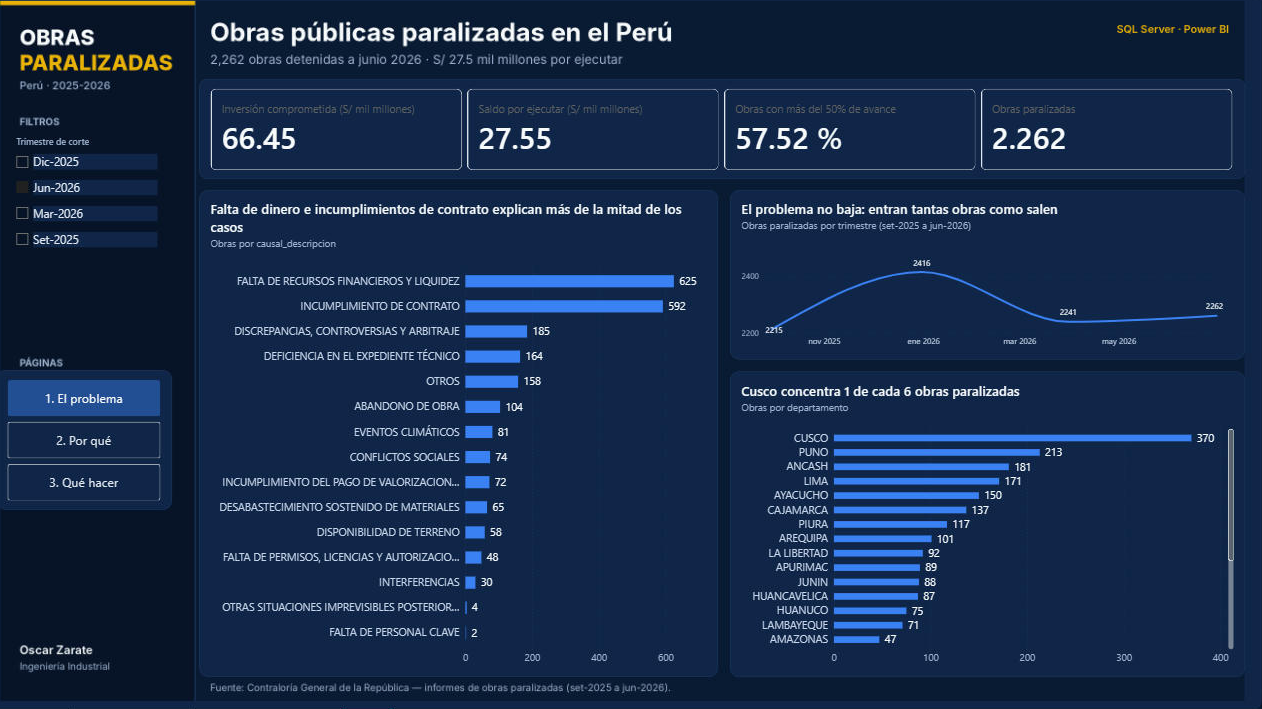 OBRAS
PARALIZADAS
Perú · 2025-2026
FILTROS
Trimestre de corte
Dic-2025
Jun-2026
Mar-2026
Set-2025
PÁGINAS
1. El problema
2. Por qué
3. Qué hacer
Oscar Zarate
Ingeniería Industrial
Obras públicas paralizadas en el Perú
2,262 obras detenidas a junio 2026 · S/ 27.5 mil millones por ejecutar
SQL Server · Power BI
Inversión comprometida (S/ mil millones)
66.45
Saldo por ejecutar (S/ mil millones)
27.55
Obras con más del 50% de avance
57.52 %
Obras paralizadas
2.262
Falta de dinero e incumplimientos de contrato explican más de la mitad de los
casos
Obras por causal_descripcion
FALTA DE RECURSOS FINANCIEROS Y LIQUIDEZ 625
INCUMPLIMIENTO DE CONTRATO 592
DISCREPANCIAS, CONTROVERSIAS Y ARBITRAJE 185
DEFICIENCIA EN EL EXPEDIENTE TÉCNICO 164
OTROS 158
ABANDONO DE OBRA 104
EVENTOS CLIMÁTICOS 81
CONFLICTOS SOCIALES 74
INCUMPLIMIENTO DEL PAGO DE VALORIZACION... 72
DESABASTECIMIENTO SOSTENIDO DE MATERIALES 65
DISPONIBILIDAD DE TERRENO 58
FALTA DE PERMISOS, LICENCIAS Y AUTORIZACIO... 48
INTERFERENCIAS 30
OTRAS SITUACIONES IMPREVISIBLES POSTERIOR... 4
FALTA DE PERSONAL CLAVE 2
0 200 400 600
El problema no baja: entran tantas obras como salen
Obras paralizadas por trimestre (set-2025 a jun-2026)
2400
2200
2215
2416
2241
2262
nov 2025 ene 2026 mar 2026 may 2026
Cusco concentra 1 de cada 6 obras paralizadas
Obras por departamento
CUSCO 370
PUNO 213
ANCASH 181
LIMA 171
AYACUCHO 150
CAJAMARCA 137
PIURA 117
AREQUIPA 101
LA LIBERTAD 92
APURIMAC 89
JUNIN 88
HUANCAVELICA 87
HUANUCO 75
LAMBAYEQUE 71
AMAZONAS 47
0 100 200 300 400
Fuente: Contraloría General de la República — informes de obras paralizadas (set-2025 a jun-2026).